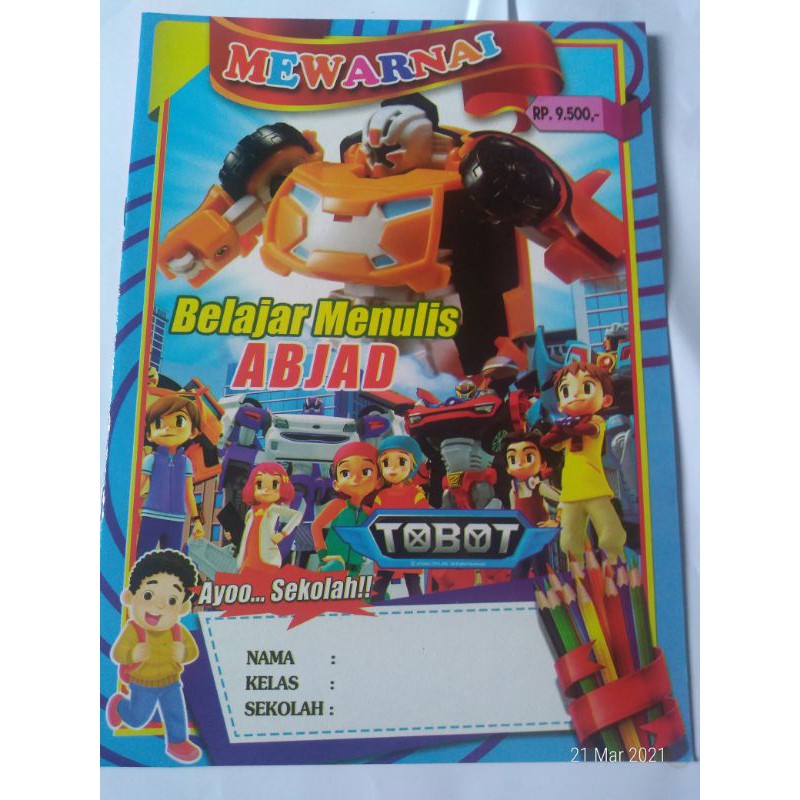 MEWARNAI
RP. 9.500,-
Belajar Menulis
ABJAD
TOBOT
Ayoo... Sekolah!!
NAMA :
KELAS :
SEKOLAH :
21 Mar 2021